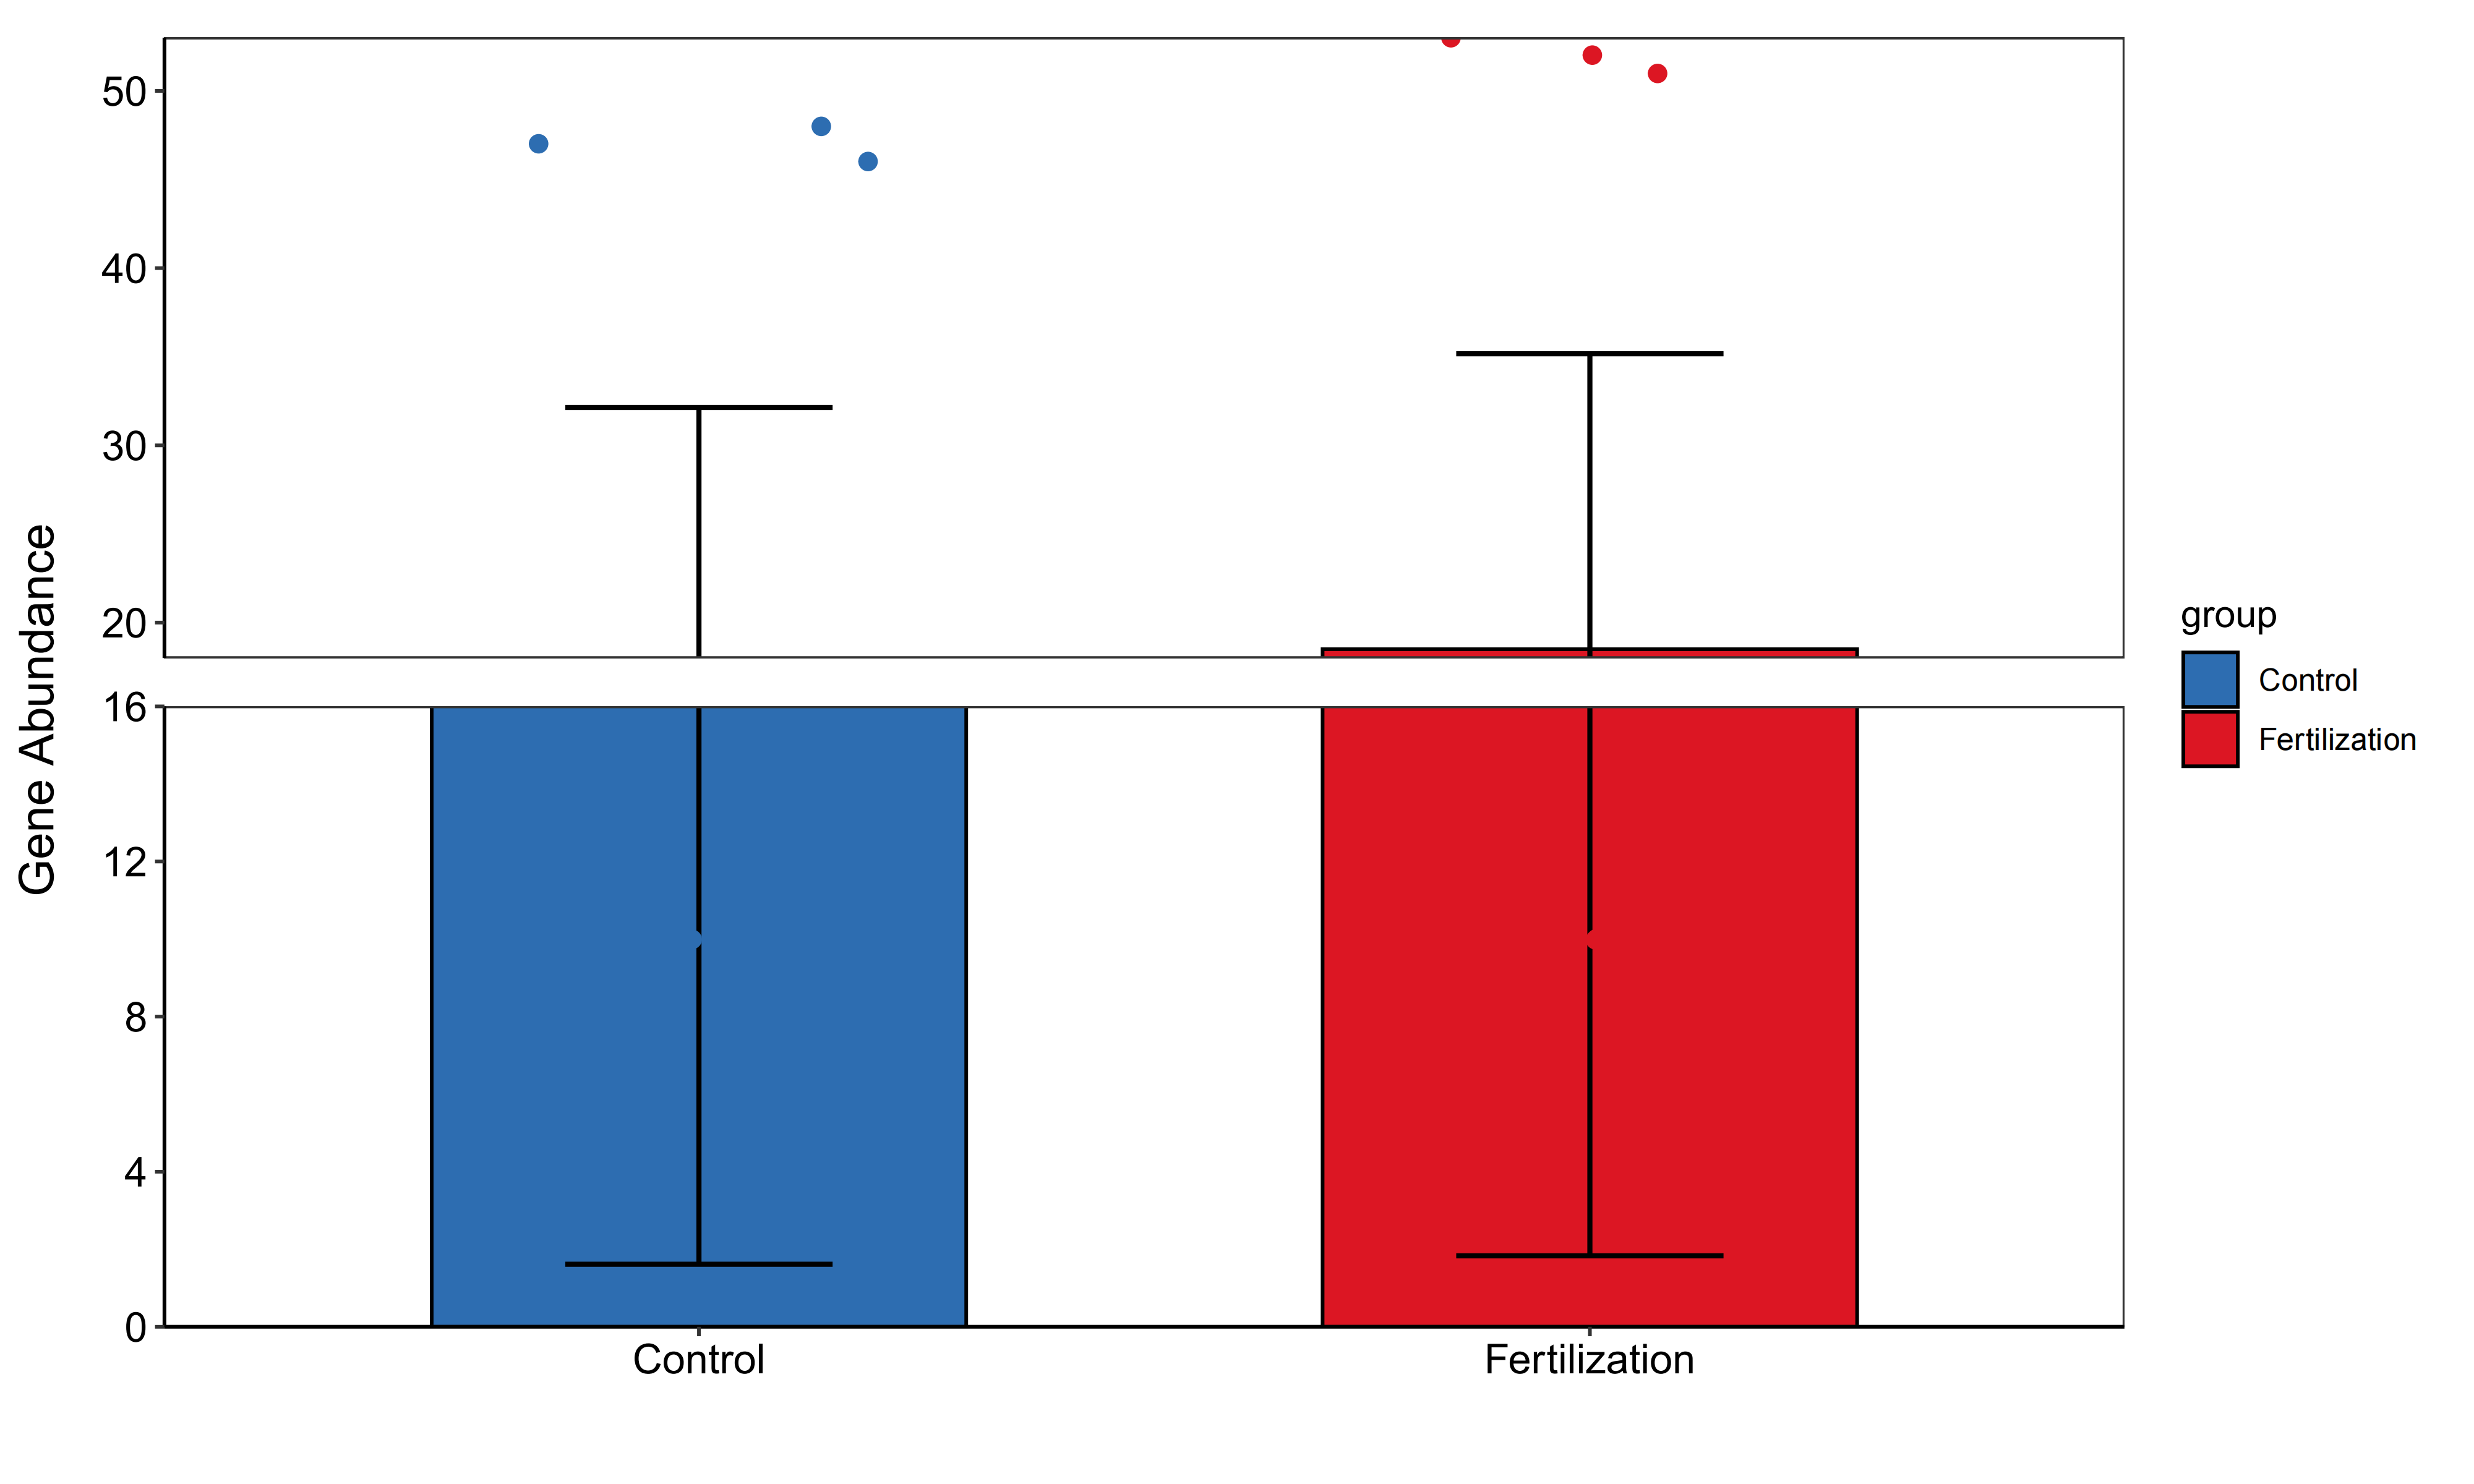 Gene Abundance
50
40
30
20
16
12
8
4
0
Control
Fertilization
group
Control
Fertilization